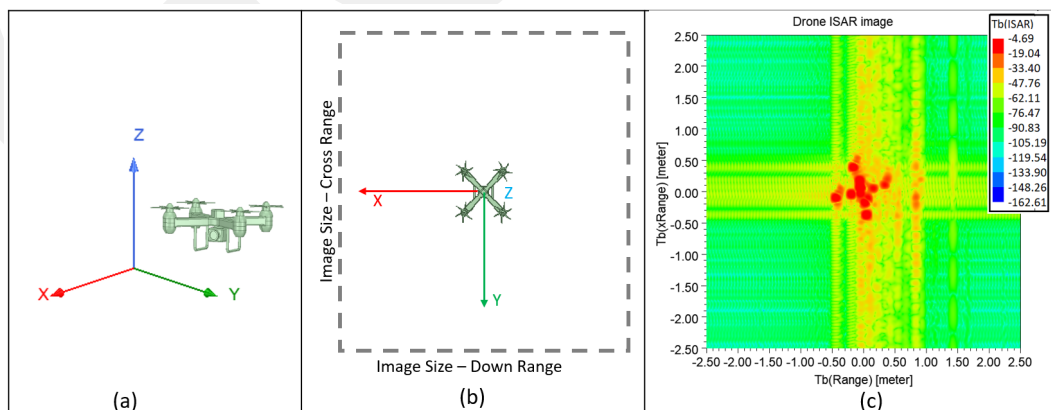 Z
X
Y
(a)
Image Size – Cross Range
X
Z
Y
Image Size – Down Range
(b)
Drone ISAR image
Tb(ISAR)
-4.69
-19.04
-33.40
-47.76
-62.11
-76.47
-90.83
-105.19
-119.54
-133.90
-148.26
-162.61
Tb(xRange) [meter]
2.50
2.00
1.50
1.00
0.50
0.00
-0.50
-1.00
-1.50
-2.00
-2.50
-2.50 -2.00 -1.50 -1.00 -0.50 0.00 0.50 1.00 1.50 2.00 2.50
Tb(Range) [meter]
(c)